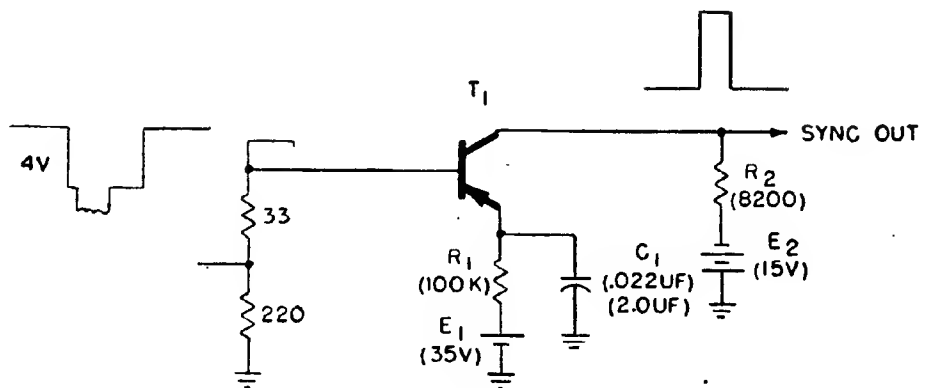 T1
SYNC OUT
4V
R2
(8200)
33
E2
(15V)
R1
(100K)
C1
(.022UF)
(2.0UF)
220
E1
(35V)